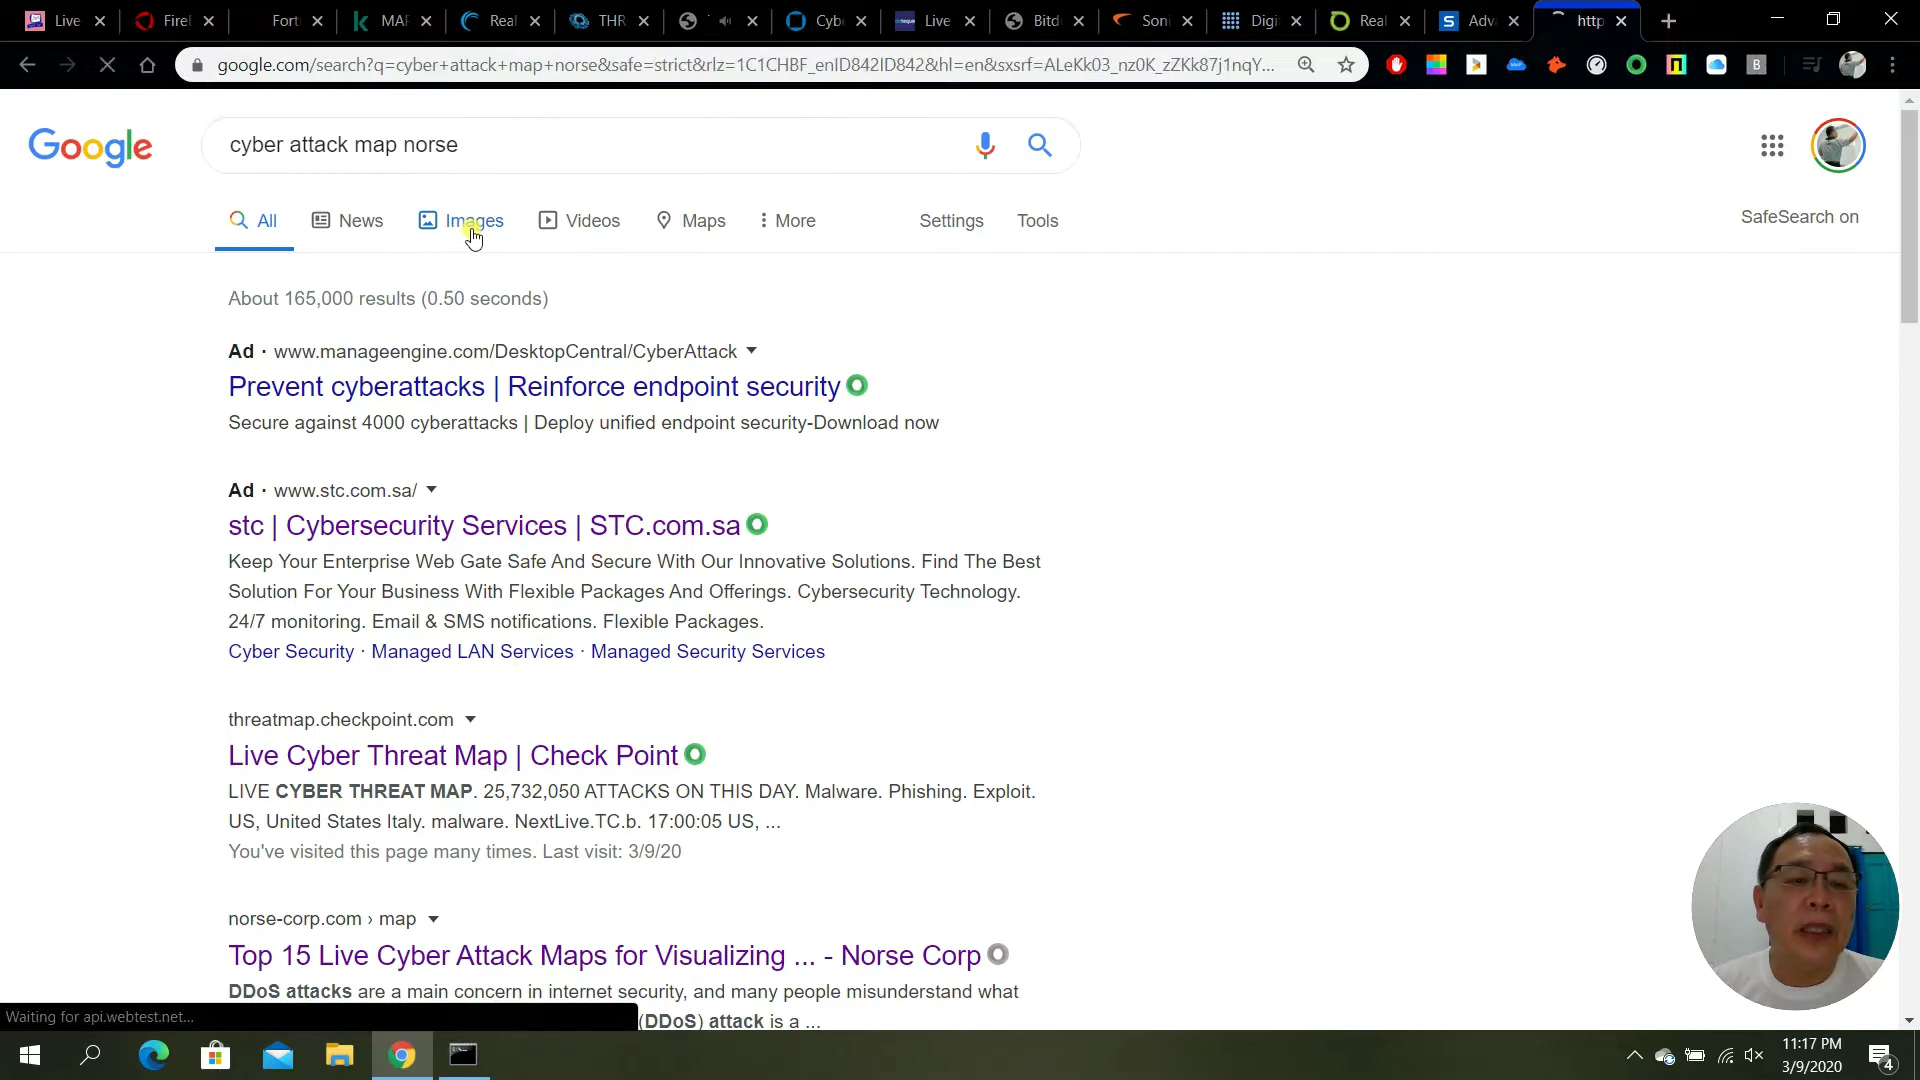 Live
FireE
Fort
MAP
Real
THR
Cybe
Live
Bitd
Soni
Digit
Real
Adva
http
google.com/search?q=cyber+attack+map+norse&safe=strict&rlz=1C1CHBF_enID842ID842&hl=en&sxsrf=ALeKk03_nz0K_zZKk87j1nqY...
Google
cyber attack map norse
All
News
Images
Videos
Maps
More
Settings
Tools
SafeSearch on
About 165,000 results (0.50 seconds)
Ad · www.manageengine.com/DesktopCentral/CyberAttack
Prevent cyberattacks | Reinforce endpoint security
Secure against 4000 cyberattacks | Deploy unified endpoint security-Download now
Ad · www.stc.com.sa/
stc | Cybersecurity Services | STC.com.sa
Keep Your Enterprise Web Gate Safe And Secure With Our Innovative Solutions. Find The Best
Solution For Your Business With Flexible Packages And Offerings. Cybersecurity Technology.
24/7 monitoring. Email & SMS notifications. Flexible Packages.
Cyber Security · Managed LAN Services · Managed Security Services
threatmap.checkpoint.com
Live Cyber Threat Map | Check Point
LIVE CYBER THREAT MAP. 25,732,050 ATTACKS ON THIS DAY. Malware. Phishing. Exploit.
US, United States Italy. malware. NextLive.TC.b. 17:00:05 US, ...
You've visited this page many times. Last visit: 3/9/20
norse-corp.com › map
Top 15 Live Cyber Attack Maps for Visualizing ... - Norse Corp
DDoS attacks are a main concern in internet security, and many people misunderstand what
(DDoS) attack is a ...
Waiting for api.webtest.net...
11:17 PM
3/9/2020
4